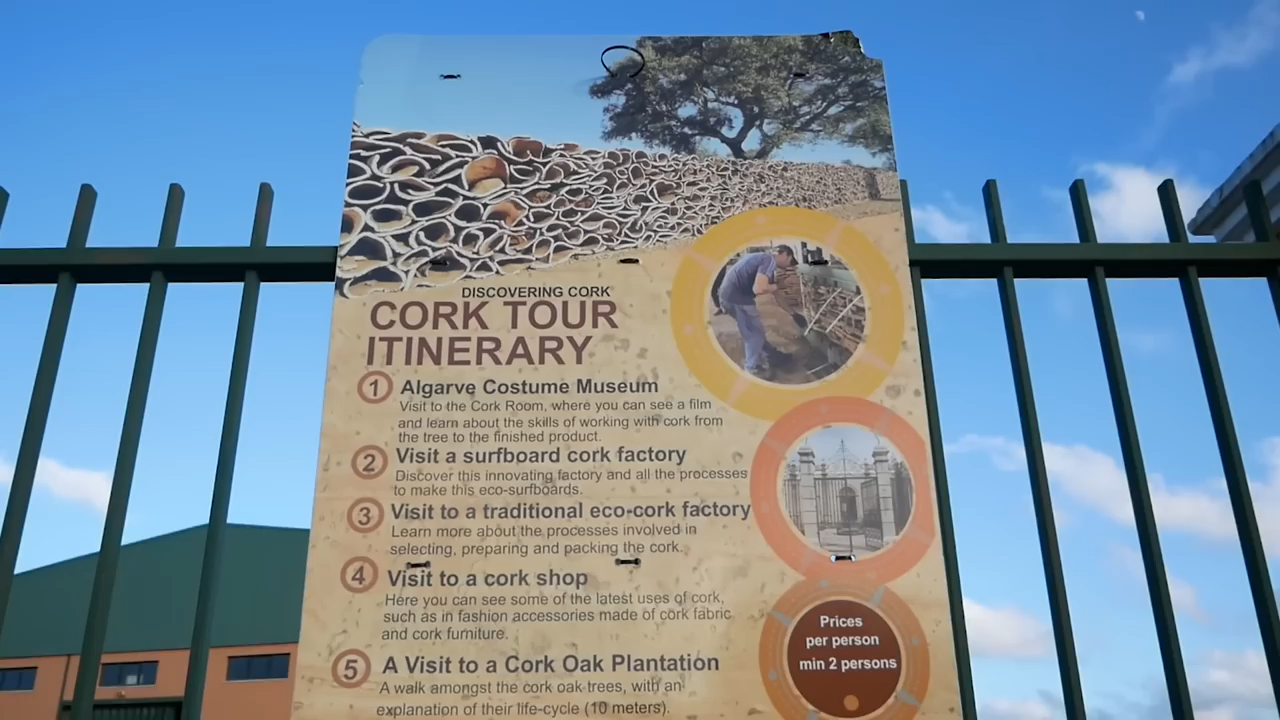 DISCOVERING CORK
CORK TOUR
ITINERARY
1 Algarve Costume Museum
Visit to the Cork Room, where you can see a film
and learn about the skills of working with cork from
the tree to the finished product.
2 Visit a surfboard cork factory
Discover this innovating factory and all the processes
to make this eco-surfboards.
3 Visit to a traditional eco-cork factory
Learn more about the processes involved in
selecting, preparing and packing the cork.
4 Visit to a cork shop
Here you can see some of the latest uses of cork,
such as in fashion accessories made of cork fabric
and cork furniture.
5 A Visit to a Cork Oak Plantation
A walk amongst the cork oak trees, with an
explanation of their life-cycle (10 meters).
Prices
per person
min 2 persons